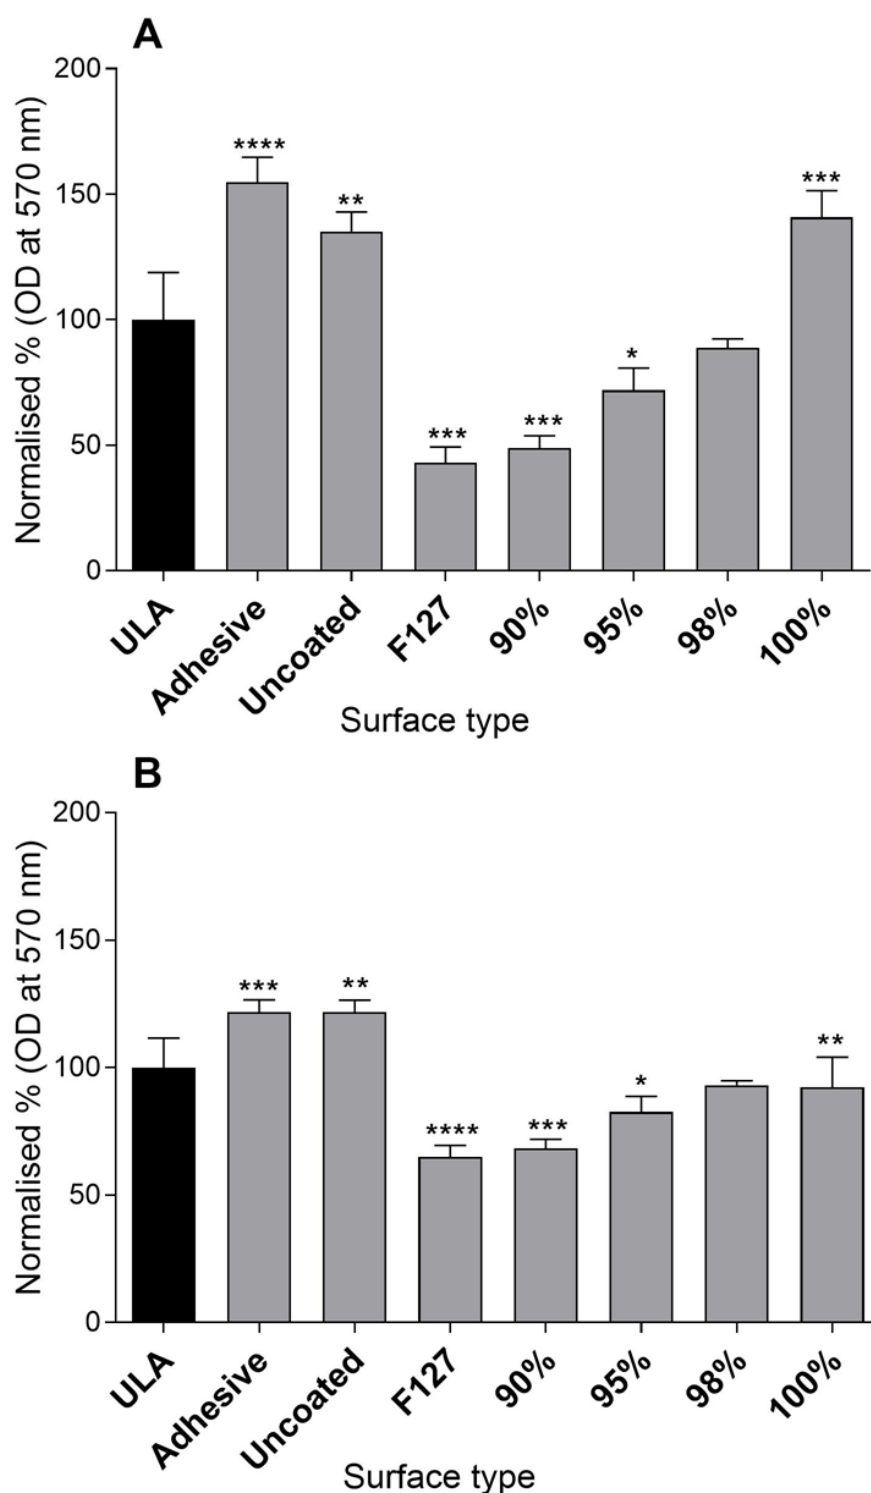 A
200
150
100
50
0
Normalised % (OD at 570 nm)
****
**
***
***
*
***
ULA
Adhesive
Uncoated
F127
90%
95%
98%
100%
Surface type
B
200
150
100
50
0
Normalised % (OD at 570 nm)
***
**
****
***
*
**
ULA
Adhesive
Uncoated
F127
90%
95%
98%
100%
Surface type